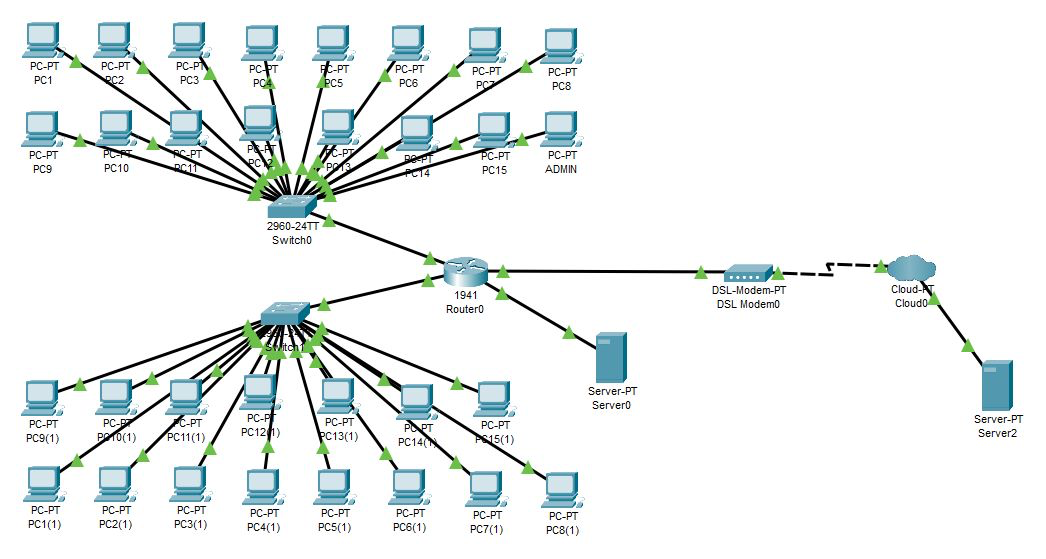 PC-PT
PC1
PC-PT
PC2
PC-PT
PC3
PC-PT
PC4
PC-PT
PC5
PC-PT
PC6
PC-PT
PC7
PC-PT
PC8
PC-PT
PC9
PC-PT
PC10
PC-PT
PC11
PC-PT
PC12
PC-PT
PC13
PC-PT
PC14
PC-PT
PC15
PC-PT
ADMIN
2960-24TT
Switch0
1941
Router0
DSL-Modem-PT
DSL Modem0
Cloud-PT
Cloud0
2960-24TT
Switch1
Server-PT
Server0
Server-PT
Server2
PC-PT
PC9(1)
PC-PT
PC10(1)
PC-PT
PC11(1)
PC-PT
PC12(1)
PC-PT
PC13(1)
PC-PT
PC14(1)
PC-PT
PC15(1)
PC-PT
PC1(1)
PC-PT
PC2(1)
PC-PT
PC3(1)
PC-PT
PC4(1)
PC-PT
PC5(1)
PC-PT
PC6(1)
PC-PT
PC7(1)
PC-PT
PC8(1)